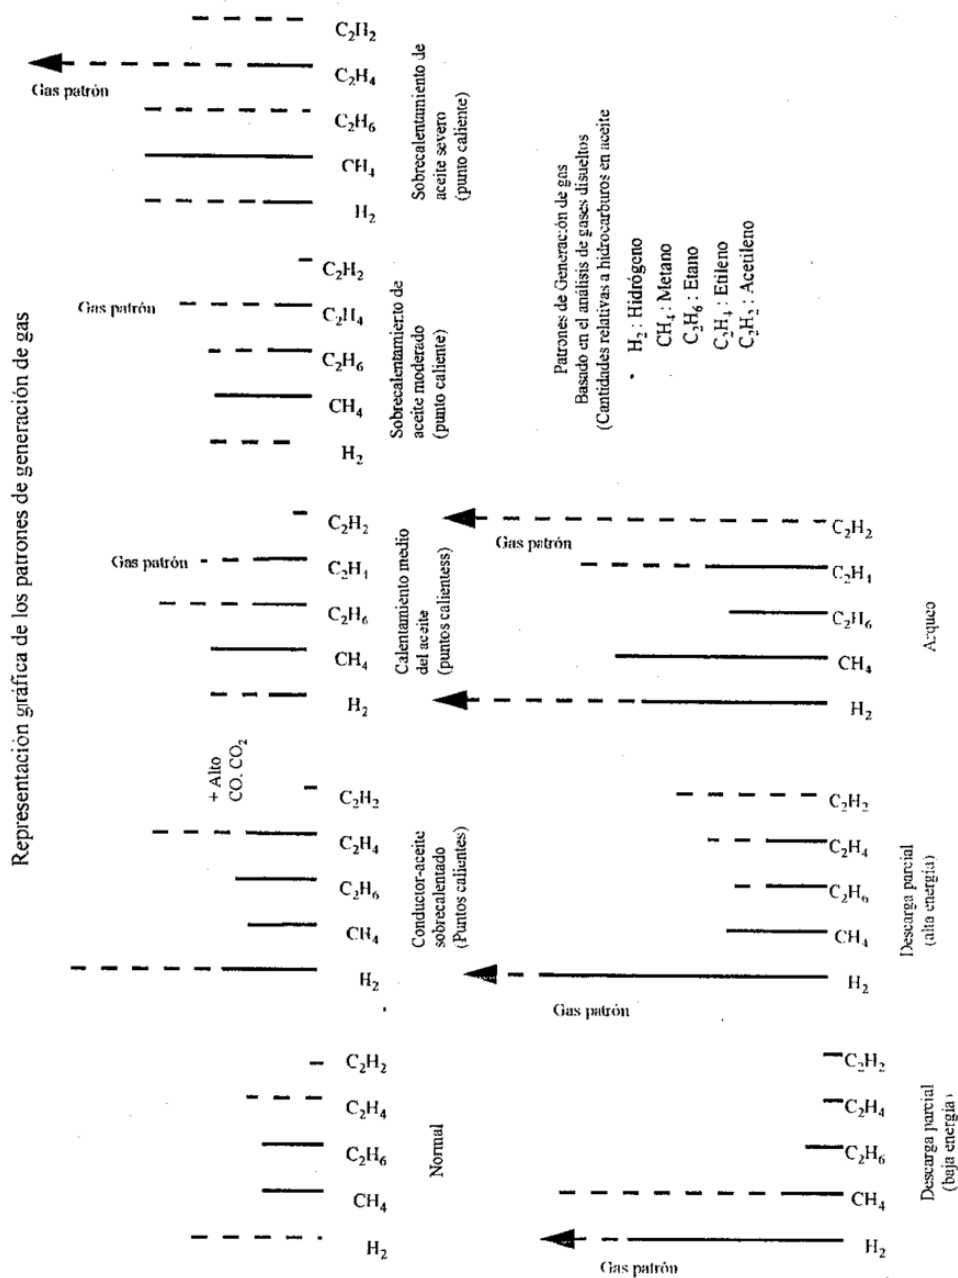 Representación gráfica de los patrones de generación de gas
H₂
CH₄
C₂H₆
C₂H₄
C₂H₂
Normal
+ Alto
CO. CO₂
H₂
CH₄
C₂H₆
C₂H₄
C₂H₂
Conductor-aceite
sobrecalentado
(Puntos calientes)
Gas patrón
H₂
CH₄
C₂H₆
C₂H₄
C₂H₂
Calentamiento medio
del aceite
(puntos calientess)
Gas patrón
H₂
CH₄
C₂H₆
C₂H₄
C₂H₂
Sobrecalentamiento de
aceite moderado
(punto caliente)
Gas patrón
H₂
CH₄
C₂H₆
C₂H₄
C₂H₂
Sobrecalentamiento de
aceite severo
(punto caliente)
Gas patrón
H₂
CH₄
C₂H₆
C₂H₄
C₂H₂
Descarga parcial
(baja energía)
Gas patrón
H₂
CH₄
C₂H₆
C₂H₄
C₂H₂
Descarga parcial
(alta energía)
Gas patrón
H₂
CH₄
C₂H₆
C₂H₄
C₂H₂
Arqueo
Patrones de Generación de gas
Basado en el análisis de gases disueltos
(Cantidades relativas a hidrocarburos en aceite
H₂ : Hidrógeno
CH₄ : Metano
C₂H₆ : Etano
C₂H₄ : Etileno
C₂H₂ : Acetileno